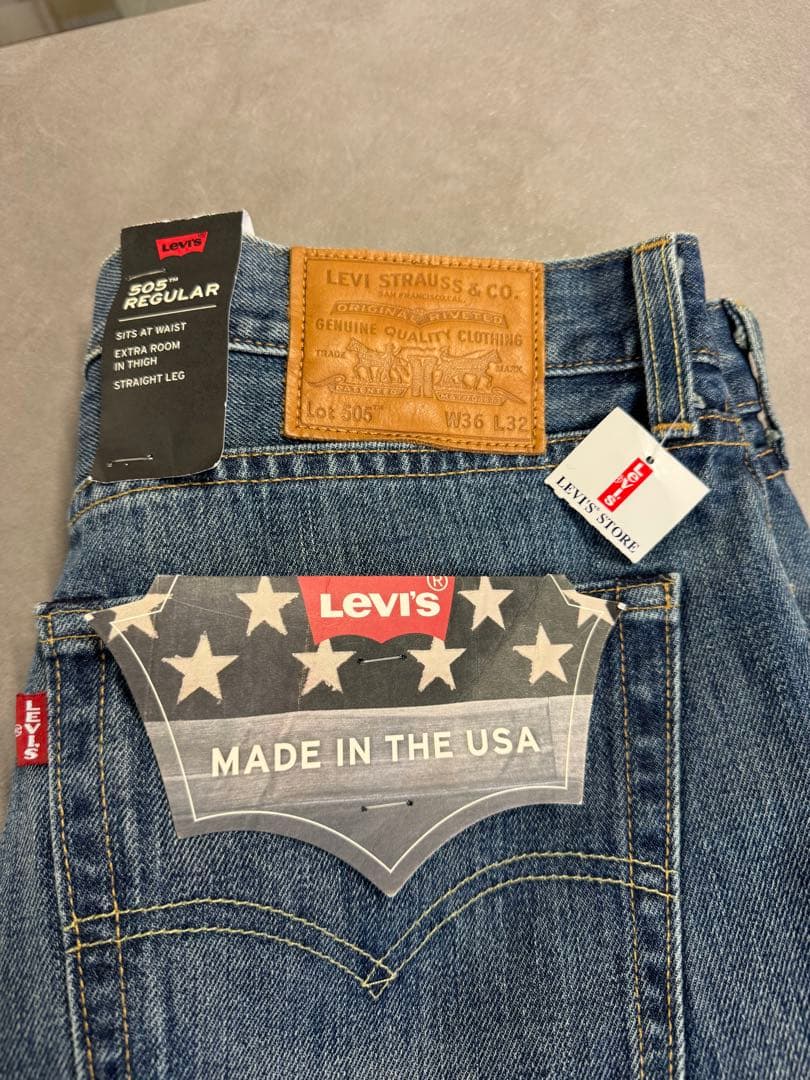 Levi's
505™
REGULAR
SITS AT WAIST
EXTRA ROOM
IN THIGH
STRAIGHT LEG
LEVI STRAUSS & CO.
SAN FRANCISCO, CAL.
ORIGINAL RIVETED
GENUINE QUALITY CLOTHING
TRADE MARK
Lot 505™ W36 L32
Levi's
LEVI'S® STORE
Levi's®
MADE IN THE USA
LEVI'S®